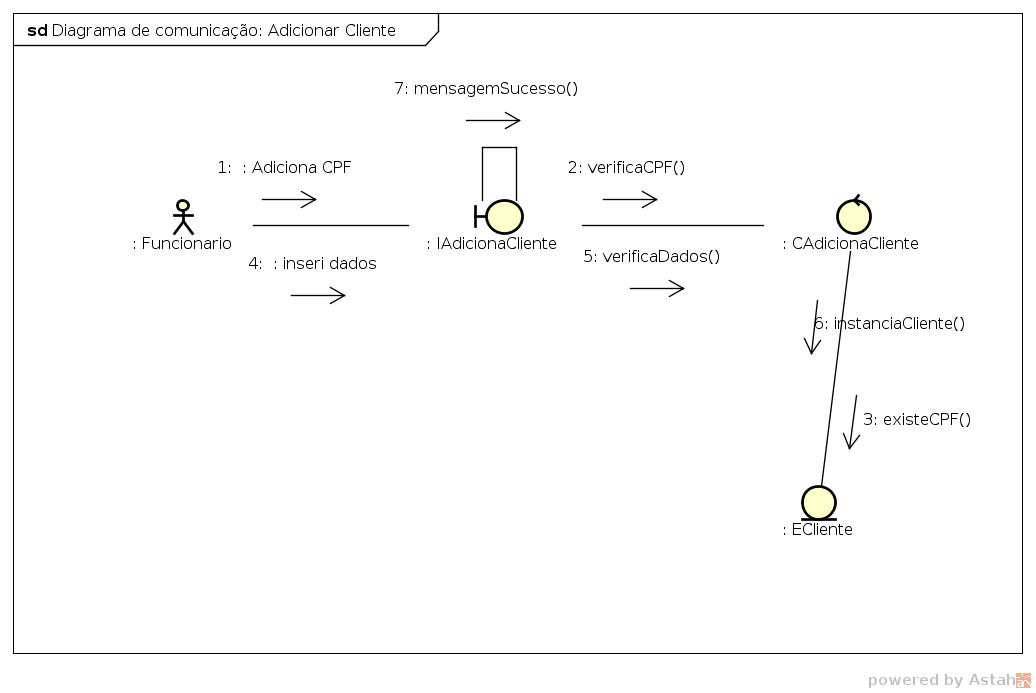 sd Diagrama de comunicação: Adicionar Cliente
7: mensagemSucesso()
1:  : Adiciona CPF
2: verificaCPF()
: Funcionario
: IAdicionaCliente
: CAdicionaCliente
4:  : inseri dados
5: verificaDados()
6: instanciaCliente()
3: existeCPF()
: ECliente
powered by Astah